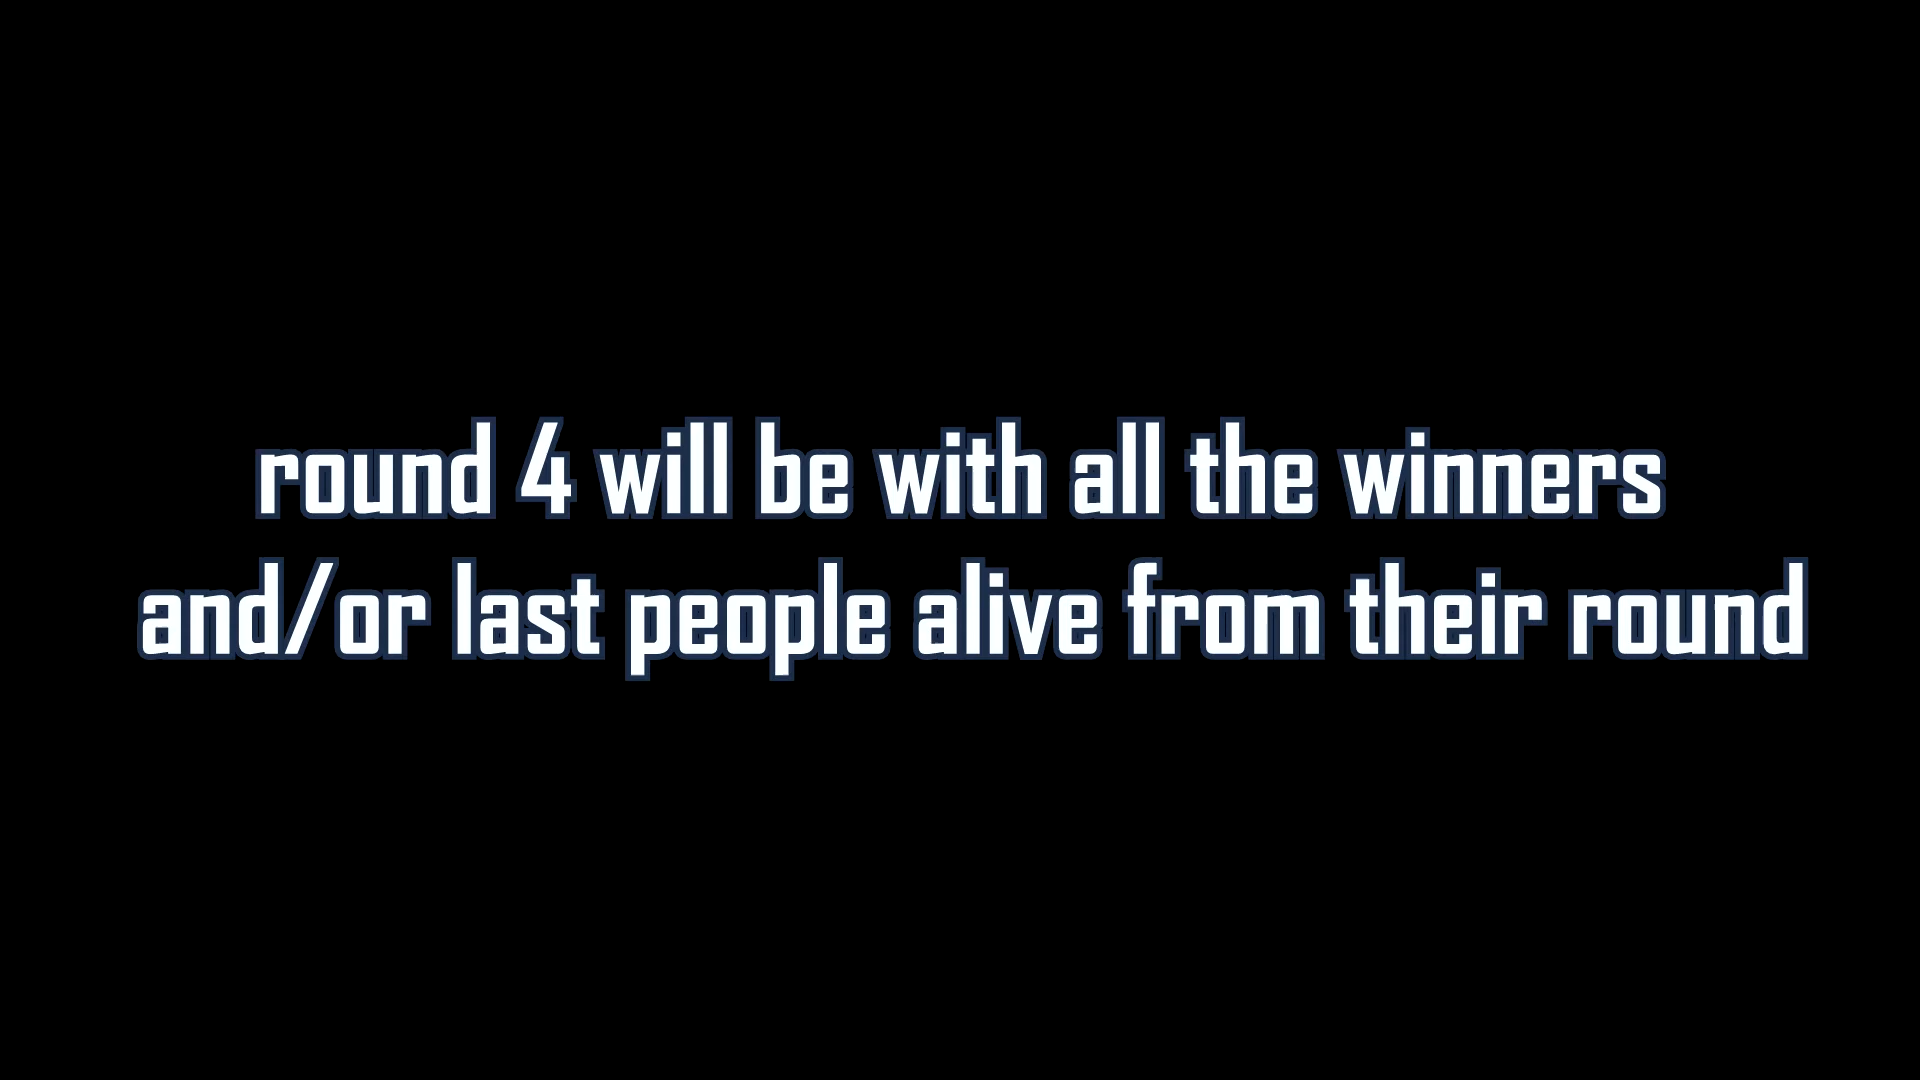 round 4 will be with all the winners
and/or last people alive from their round